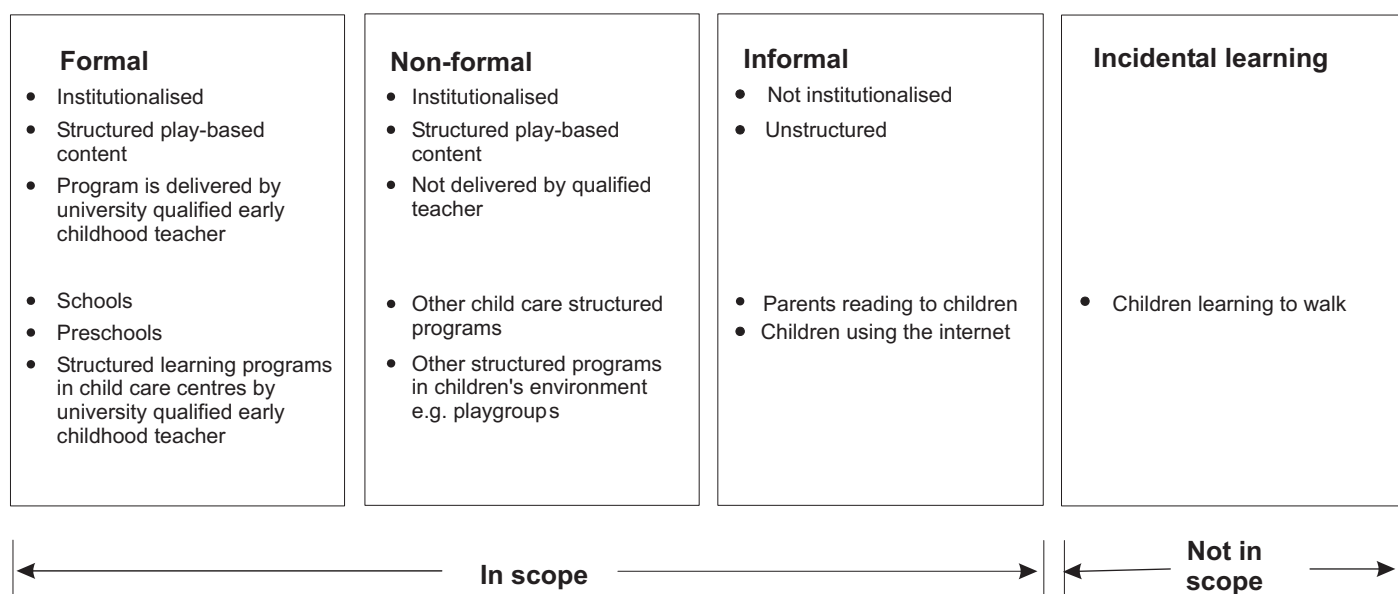 Formal
• Institutionalised
• Structured play-based
content
• Program is delivered by
university qualified early
childhood teacher
• Schools
• Preschools
• Structured learning programs
in child care centres by
university qualified early
childhood teacher
Non-formal
• Institutionalised
• Structured play-based
content
• Not delivered by qualified
teacher
• Other child care structured
programs
• Other structured programs
in children's environment
e.g. playgroups
Informal
• Not institutionalised
• Unstructured
• Parents reading to children
• Children using the internet
Incidental learning
• Children learning to walk
In scope
Not in
scope